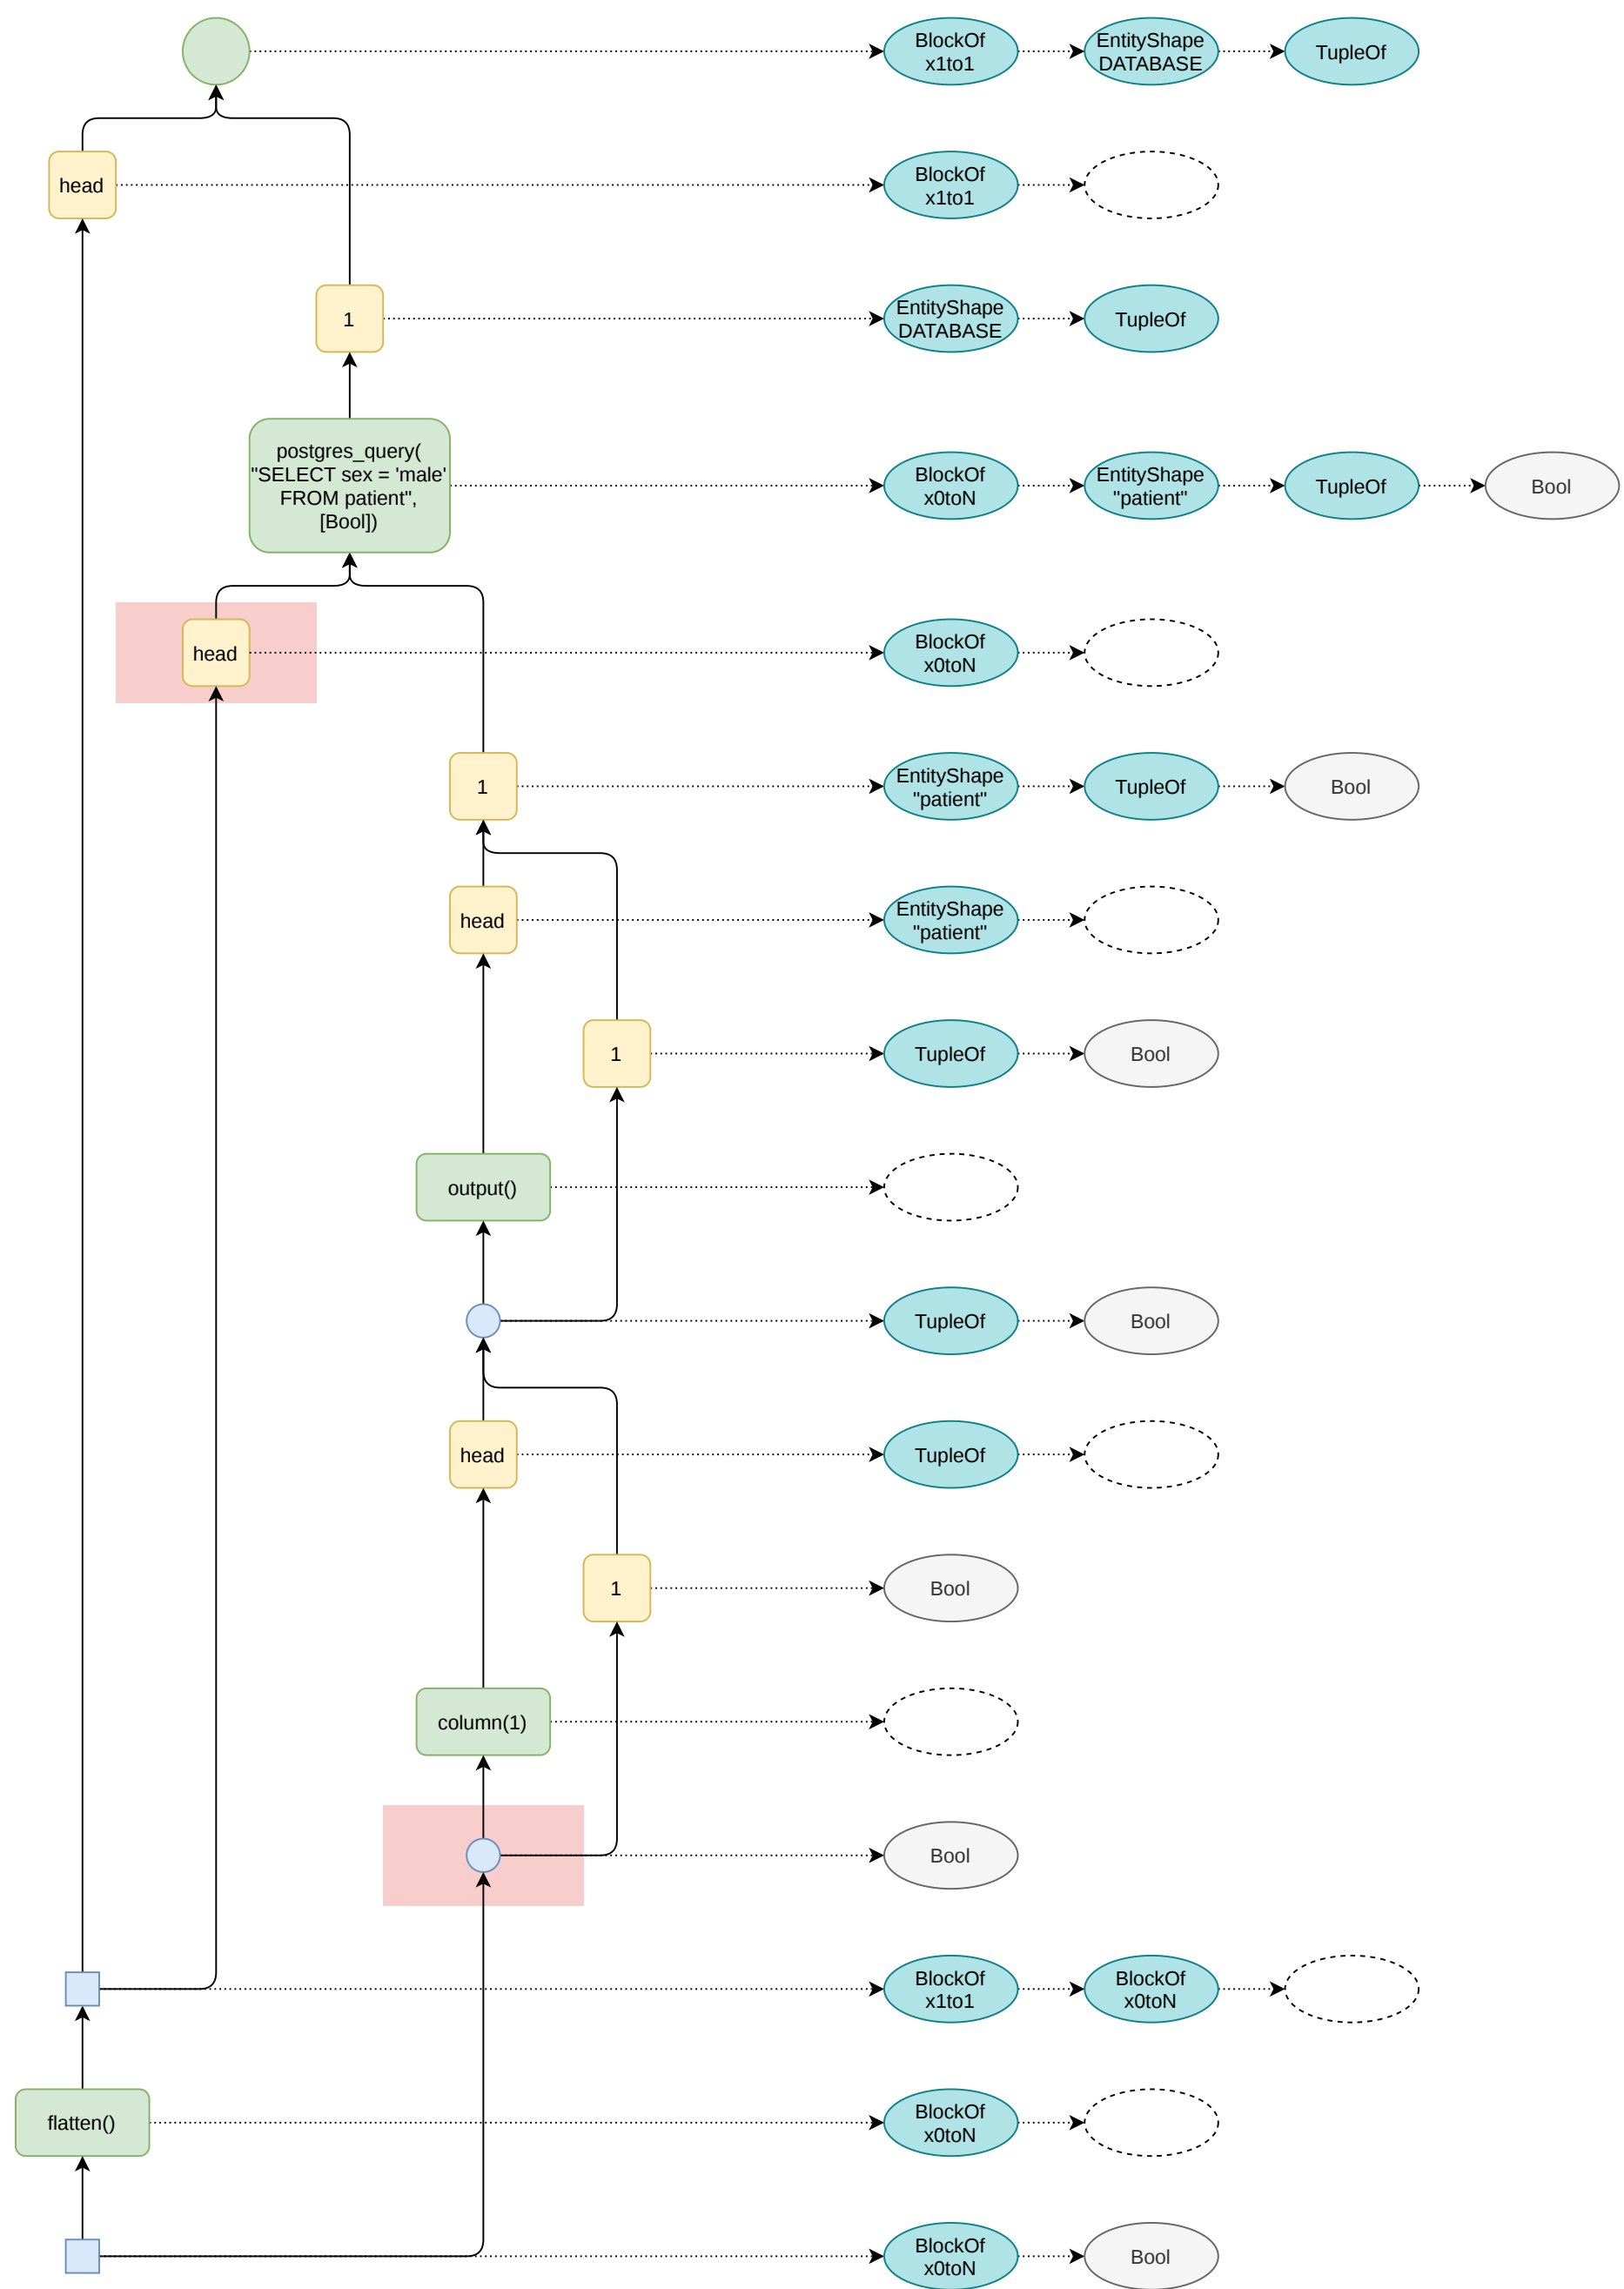 BlockOf
x1to1
EntityShape
DATABASE
TupleOf
head
BlockOf
x1to1
1
EntityShape
DATABASE
TupleOf
postgres_query(
"SELECT sex = 'male'
FROM patient",
[Bool])
BlockOf
x0toN
EntityShape
"patient"
TupleOf
Bool
head
BlockOf
x0toN
1
EntityShape
"patient"
TupleOf
Bool
head
EntityShape
"patient"
1
TupleOf
Bool
output()
TupleOf
Bool
head
TupleOf
1
Bool
column(1)
Bool
BlockOf
x1to1
BlockOf
x0toN
flatten()
BlockOf
x0toN
BlockOf
x0toN
Bool